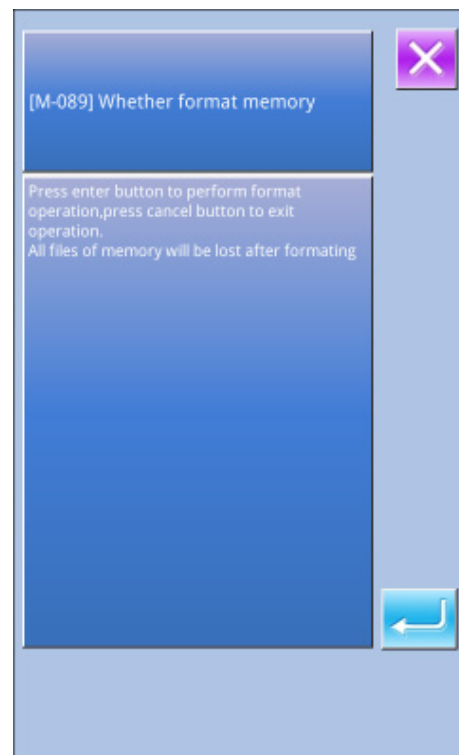 [M-089] Whether format memory
Press enter button to perform format
operation,press cancel button to exit
operation.
All files of memory will be lost after formating